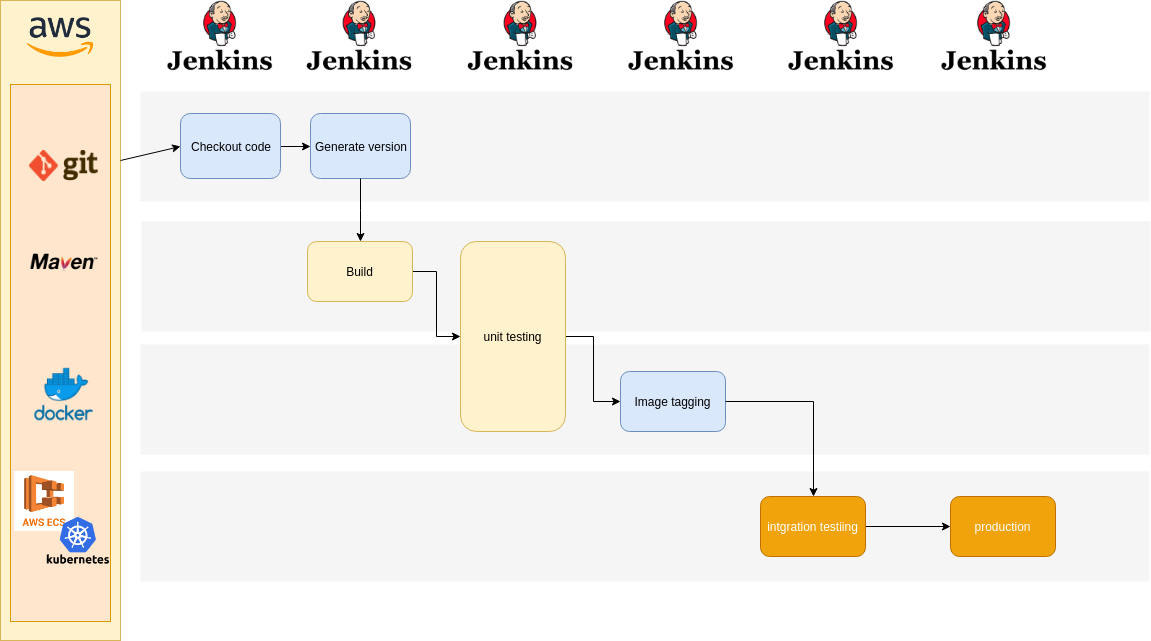 aws
Jenkins
Jenkins
Jenkins
Jenkins
Jenkins
Jenkins
git
Checkout code
Generate version
Maven
Build
unit testing
docker
Image tagging
AWS ECS
kubernetes
intgration testiing
production